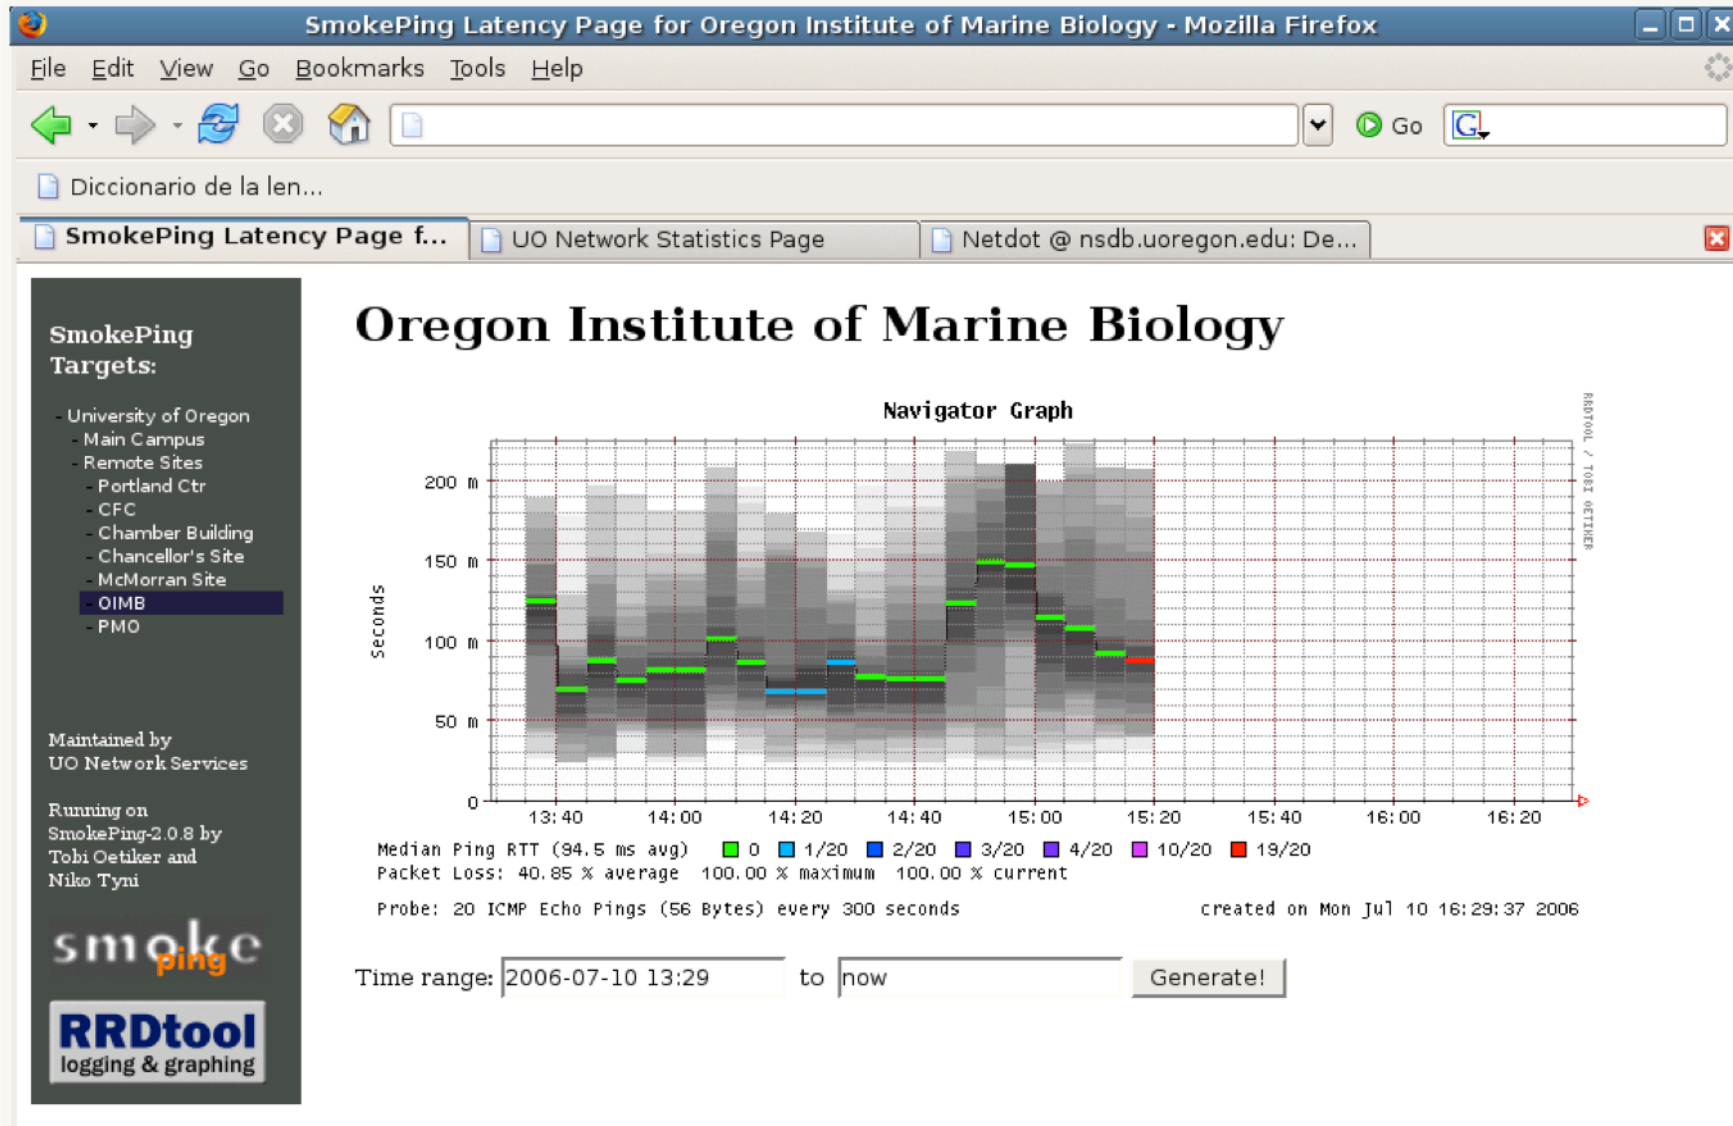 SmokePing Latency Page for Oregon Institute of Marine Biology - Mozilla Firefox
File Edit View Go Bookmarks Tools Help
Go
G
Diccionario de la len...
SmokePing Latency Page f...
UO Network Statistics Page
Netdot @ nsdb.uoregon.edu: De...
SmokePing
Targets:
- University of Oregon
- Main Campus
- Remote Sites
- Portland Ctr
- CFC
- Chamber Building
- Chancellor's Site
- McMorran Site
- OIMB
- PMO
Maintained by
UO Network Services
Running on
SmokePing-2.0.8 by
Tobi Oetiker and
Niko Tyni
smoke
ping
RRDtool
logging & graphing
Oregon Institute of Marine Biology
Navigator Graph
RRDTOOL / TOBI OETIKER
Seconds
200 m
150 m
100 m
50 m
0
13:40 14:00 14:20 14:40 15:00 15:20 15:40 16:00 16:20
Median Ping RTT (94.5 ms avg) 0 1/20 2/20 3/20 4/20 10/20 19/20
Packet Loss: 40.85 % average 100.00 % maximum 100.00 % current
Probe: 20 ICMP Echo Pings (56 Bytes) every 300 seconds created on Mon Jul 10 16:29:37 2006
Time range: 2006-07-10 13:29 to now Generate!